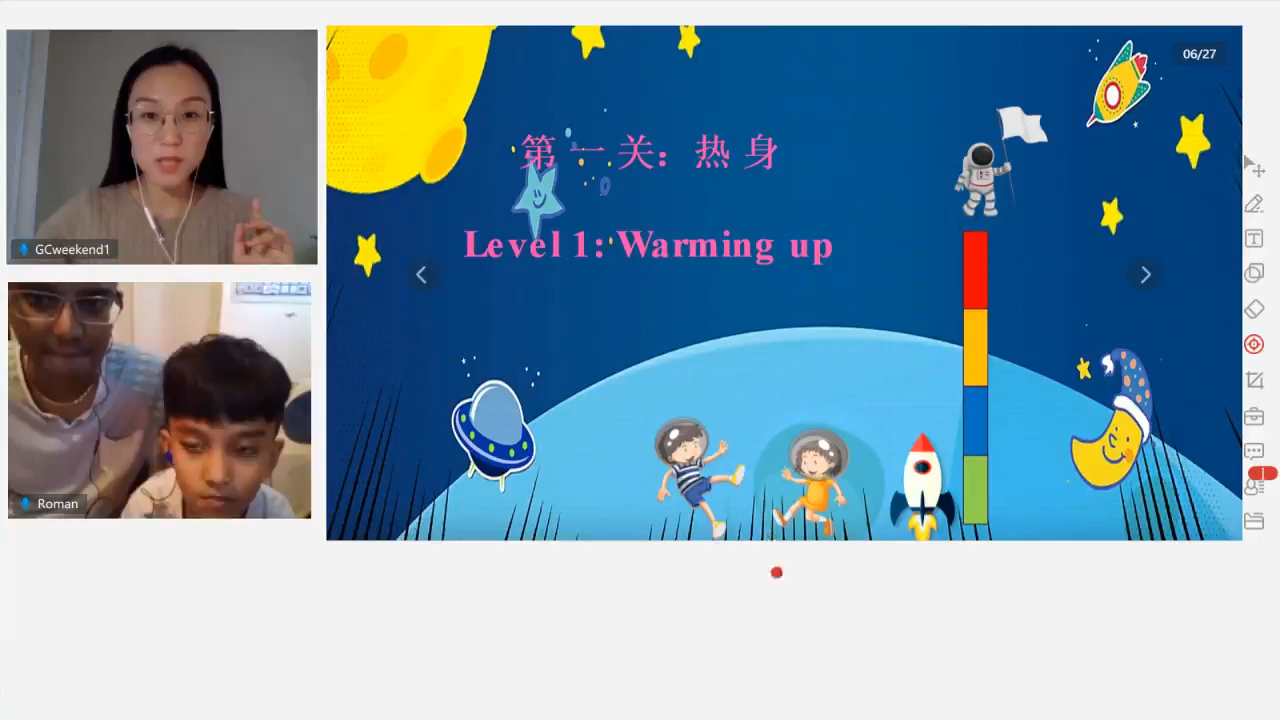 GCweekend1
Roman
06/27
第一关：热身
Level 1: Warming up